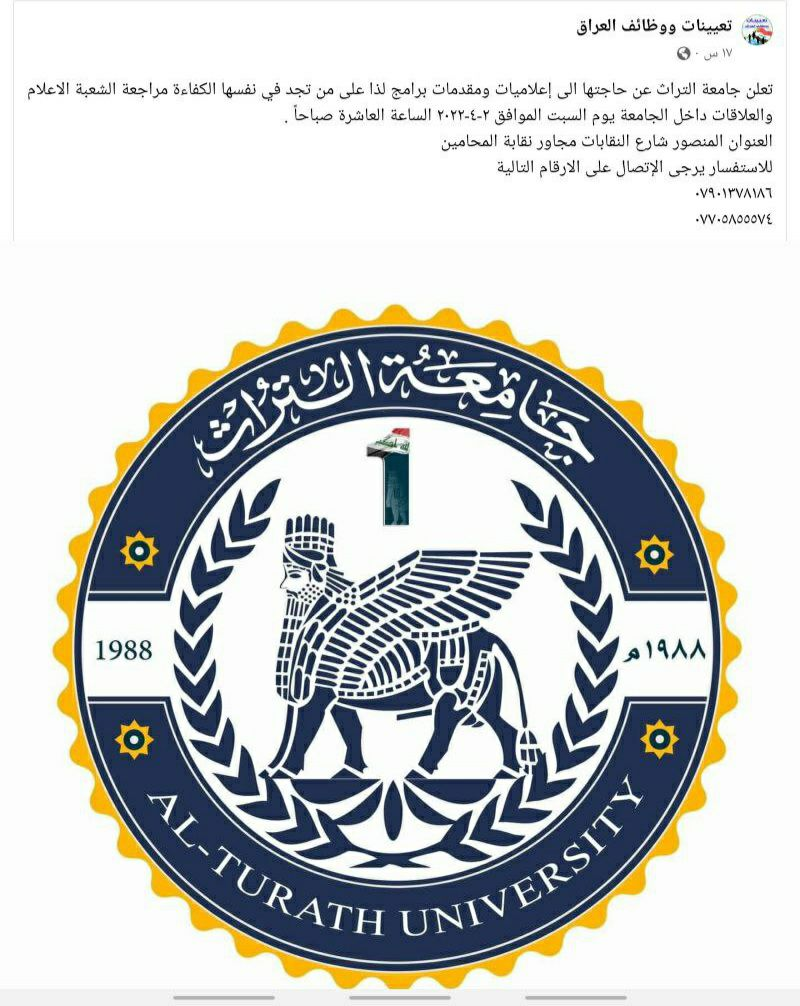 تعيينات ووظائف العراق
١٧ س ·
تعلن جامعة التراث عن حاجتها الى إعلاميات ومقدمات برامج لذا على من تجد في نفسها الكفاءة مراجعة الشعبة الاعلام
والعلاقات داخل الجامعة يوم السبت الموافق ٢-٤-٢٠٢٢ الساعة العاشرة صباحاً .
العنوان المنصور شارع النقابات مجاور نقابة المحامين
للاستفسار يرجى الإتصال على الارقام التالية
٠٧٩٠١٣٧٨١٨٦
٠٧٧٠٥٨٥٥٥٧٤
جامعة التراث
1
1988
١٩٨٨م
AL-TURATH UNIVERSITY